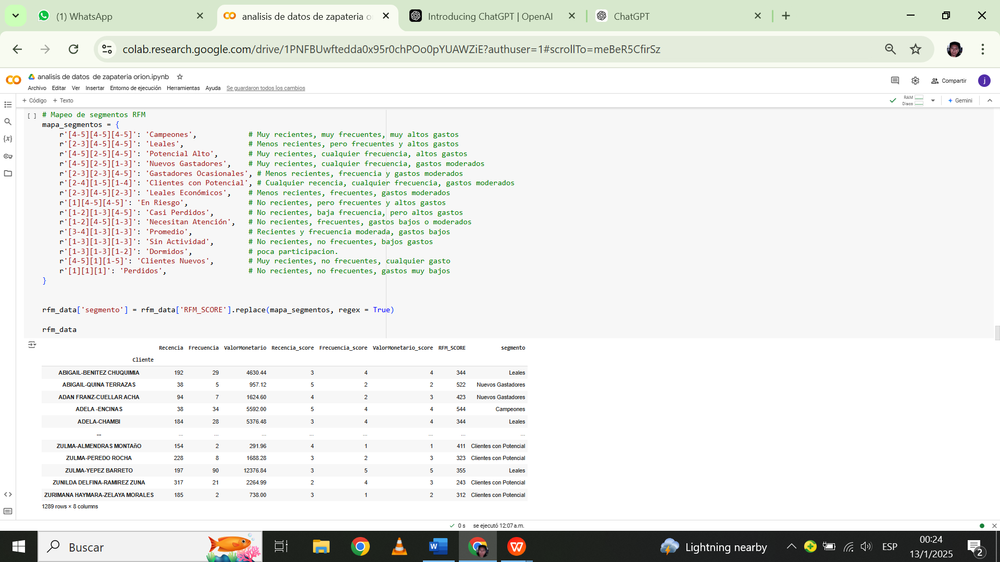 (1) WhatsApp
analisis de datos de zapateria o
Introducing ChatGPT | OpenAI
ChatGPT
colab.research.google.com/drive/1PNFBUwftedda0x95r0chPOo0pYUAWZiE?authuser=1#scrollTo=meBeR5CfirSz
analisis de datos de zapateria orion.ipynb
Archivo Editar Ver Insertar Entorno de ejecución Herramientas Ayuda Se guardaron todos los cambios
Compartir
j
+ Código + Texto
RAM
Disco
Gemini
[ ] # Mapeo de segmentos RFM
mapa_segmentos = {
r'[4-5][4-5][4-5]': 'Campeones', # Muy recientes, muy frecuentes, muy altos gastos
r'[2-3][4-5][4-5]': 'Leales', # Menos recientes, pero frecuentes y altos gastos
r'[4-5][2-5][4-5]': 'Potencial Alto', # Muy recientes, cualquier frecuencia, altos gastos
r'[4-5][2-5][1-3]': 'Nuevos Gastadores', # Muy recientes, cualquier frecuencia, gastos moderados
r'[2-3][2-3][4-5]': 'Gastadores Ocasionales', # Menos recientes, frecuencia y gastos moderados
r'[2-4][1-5][1-4]': 'Clientes con Potencial', # Cualquier recencia, cualquier frecuencia, gastos moderados
r'[2-3][4-5][2-3]': 'Leales Económicos', # Menos recientes, frecuentes, gastos moderados
r'[1][4-5][4-5]': 'En Riesgo', # No recientes, pero frecuentes y altos gastos
r'[1-2][1-3][4-5]': 'Casi Perdidos', # No recientes, baja frecuencia, pero altos gastos
r'[1-2][4-5][1-3]': 'Necesitan Atención', # No recientes, frecuentes, gastos bajos o moderados
r'[3-4][1-3][1-3]': 'Promedio', # Recientes y frecuencia moderada, gastos bajos
r'[1-3][1-3][1-3]': 'Sin Actividad', # No recientes, no frecuentes, bajos gastos
r'[1-3][1-3][1-2]': 'Dormidos', # poca participacion.
r'[4-5][1][1-5]': 'Clientes Nuevos', # Muy recientes, no frecuentes, cualquier gasto
r'[1][1][1]': 'Perdidos', # No recientes, no frecuentes, gastos muy bajos
}
rfm_data['segmento'] = rfm_data['RFM_SCORE'].replace(mapa_segmentos, regex = True)
rfm_data
Recencia Frecuencia ValorMonetario Recencia_score Frecuencia_score ValorMonetario_score RFM_SCORE segmento
Cliente
ABIGAIL-BENITEZ CHUQUIMIA 192 29 4630.44 3 4 4 344 Leales
ABIGAIL-QUINA TERRAZAS 38 5 957.12 5 2 2 522 Nuevos Gastadores
ADAN FRANZ-CUELLAR ACHA 94 7 1624.60 4 2 3 423 Nuevos Gastadores
ADELA -ENCINAS 38 34 5592.00 5 4 4 544 Campeones
ADELA-CHAMBI 184 28 5376.48 3 4 4 344 Leales
... ... ... ... ... ... ... ... ...
ZULMA-ALMENDRAS MONTAñO 154 2 291.96 4 1 1 411 Clientes con Potencial
ZULMA-PEREDO ROCHA 228 8 1688.28 3 2 3 323 Clientes con Potencial
ZULMA-YEPEZ BARRETO 197 90 12376.84 3 5 5 355 Leales
ZUNILDA DELFINA-RAMIREZ ZUNA 317 21 2264.99 2 4 3 243 Clientes con Potencial
ZURIMANA HAYMARA-ZELAYA MORALES 185 2 738.00 3 1 2 312 Clientes con Potencial
1289 rows × 8 columns
0 s se ejecutó 12:07 a.m.
Buscar
Lightning nearby
ESP
00:24
13/1/2025
2